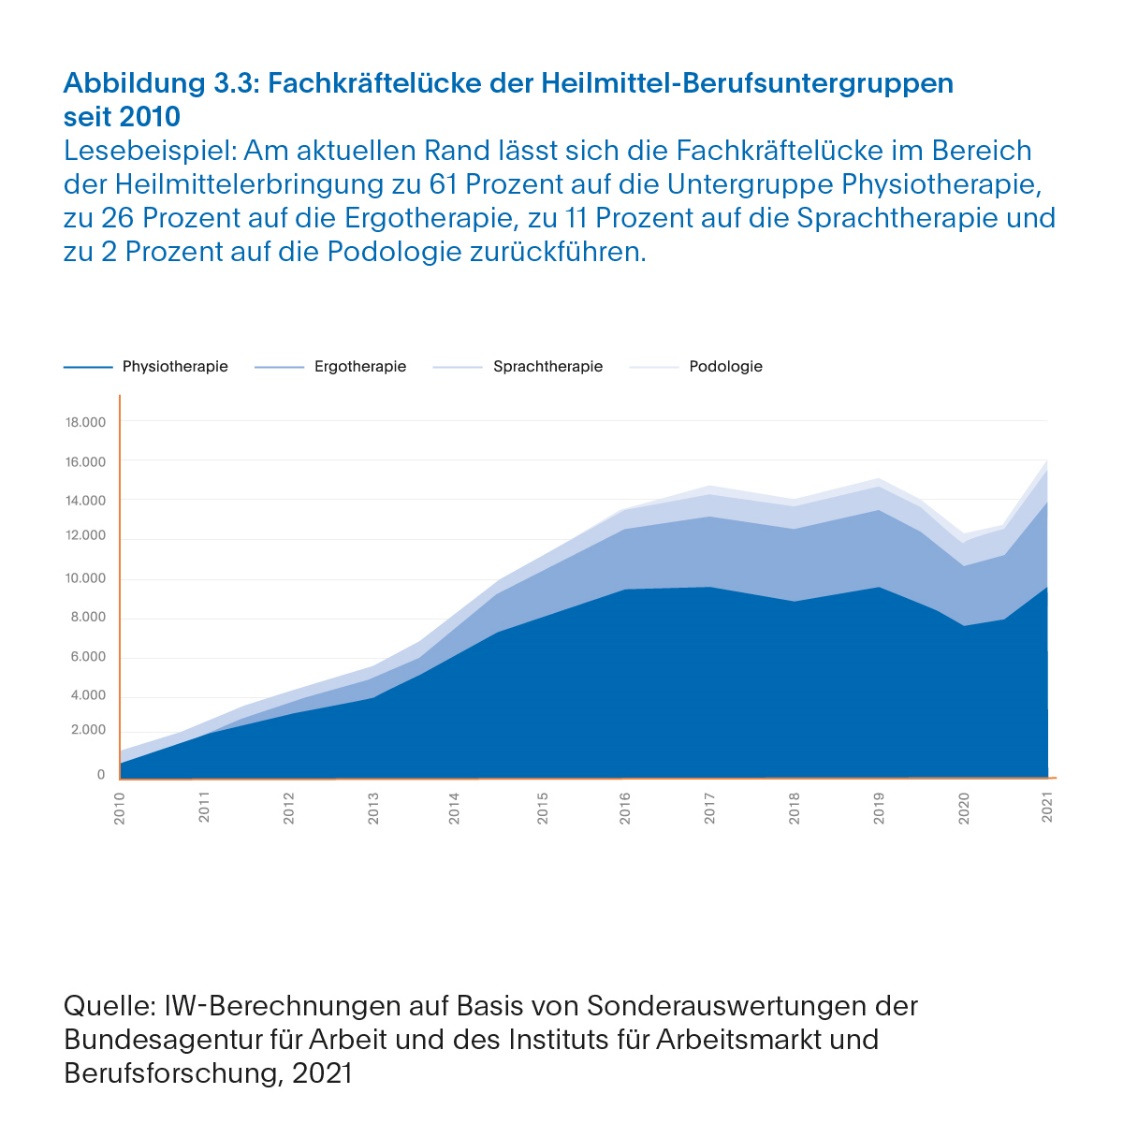 Abbildung 3.3: Fachkräftelücke der Heilmittel-Berufsuntergruppen
seit 2010
Lesebeispiel: Am aktuellen Rand lässt sich die Fachkräftelücke im Bereich
der Heilmittelerbringung zu 61 Prozent auf die Untergruppe Physiotherapie,
zu 26 Prozent auf die Ergotherapie, zu 11 Prozent auf die Sprachtherapie und
zu 2 Prozent auf die Podologie zurückführen.
Physiotherapie Ergotherapie Sprachtherapie Podologie
18.000
16.000
14.000
12.000
10.000
8.000
6.000
4.000
2.000
0
2010 2011 2012 2013 2014 2015 2016 2017 2018 2019 2020 2021
Quelle: IW-Berechnungen auf Basis von Sonderauswertungen der
Bundesagentur für Arbeit und des Instituts für Arbeitsmarkt und
Berufsforschung, 2021